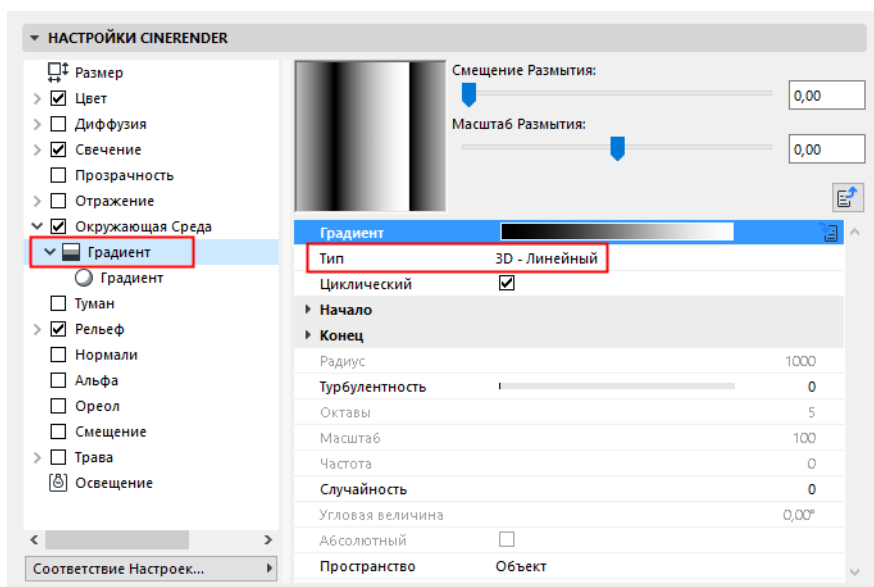 НАСТРОЙКИ CINERENDER
Размер
Цвет
Диффузия
Свечение
Прозрачность
Отражение
Окружающая Среда
Градиент
Градиент
Туман
Рельеф
Нормали
Альфа
Ореол
Смещение
Трава
Освещение
Соответствие Настроек...
Смещение Размытия:
0,00
Масштаб Размытия:
0,00
Градиент
Тип 3D - Линейный
Циклический
Начало
Конец
Радиус 1000
Турбулентность 0
Октавы 5
Масштаб 100
Частота 0
Случайность 0
Угловая величина 0,00°
Абсолютный
Пространство Объект